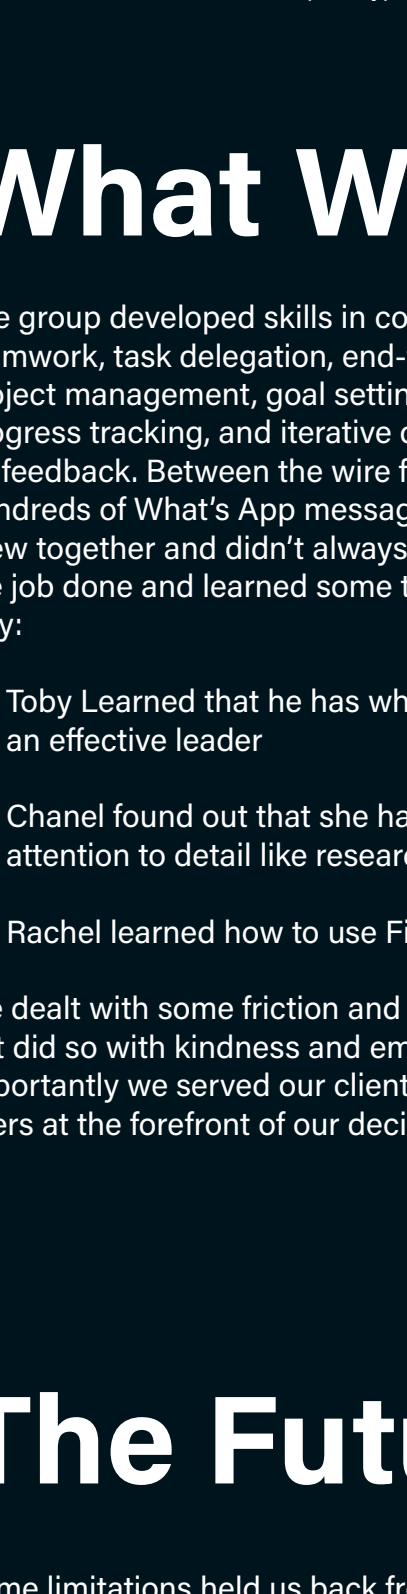 What W
e group developed skills in co
mwork, task delegation, end-
oject management, goal settin
ogress tracking, and iterative
feedback. Between the wire f
ndreds of What's App messag
ew together and didn't always
e job done and learned some t
y:
Toby Learned that he has wh
an effective leader
Chanel found out that she ha
attention to detail like resear
Rachel learned how to use Fi
e dealt with some friction and
t did so with kindness and em
portantly we served our client
ers at the forefront of our deci
The Futu
me limitations held us back fr